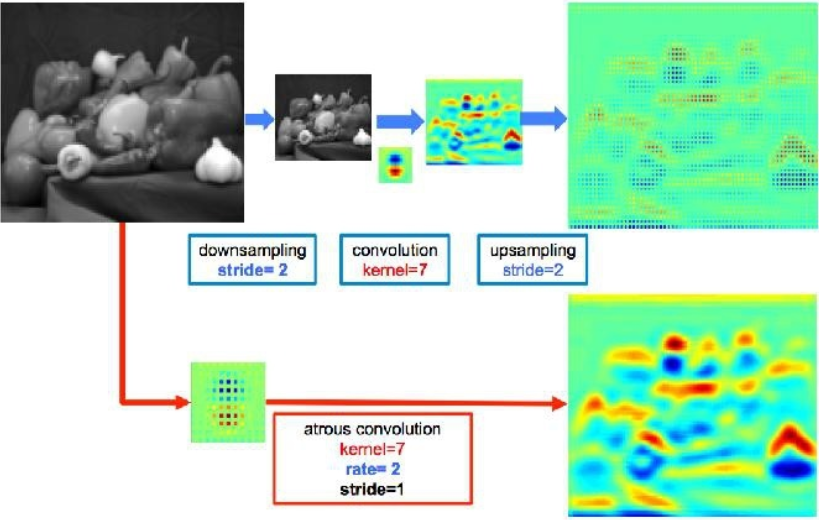 downsampling
stride= 2
convolution
kernel=7
upsampling
stride=2
atrous convolution
kernel=7
rate= 2
stride=1